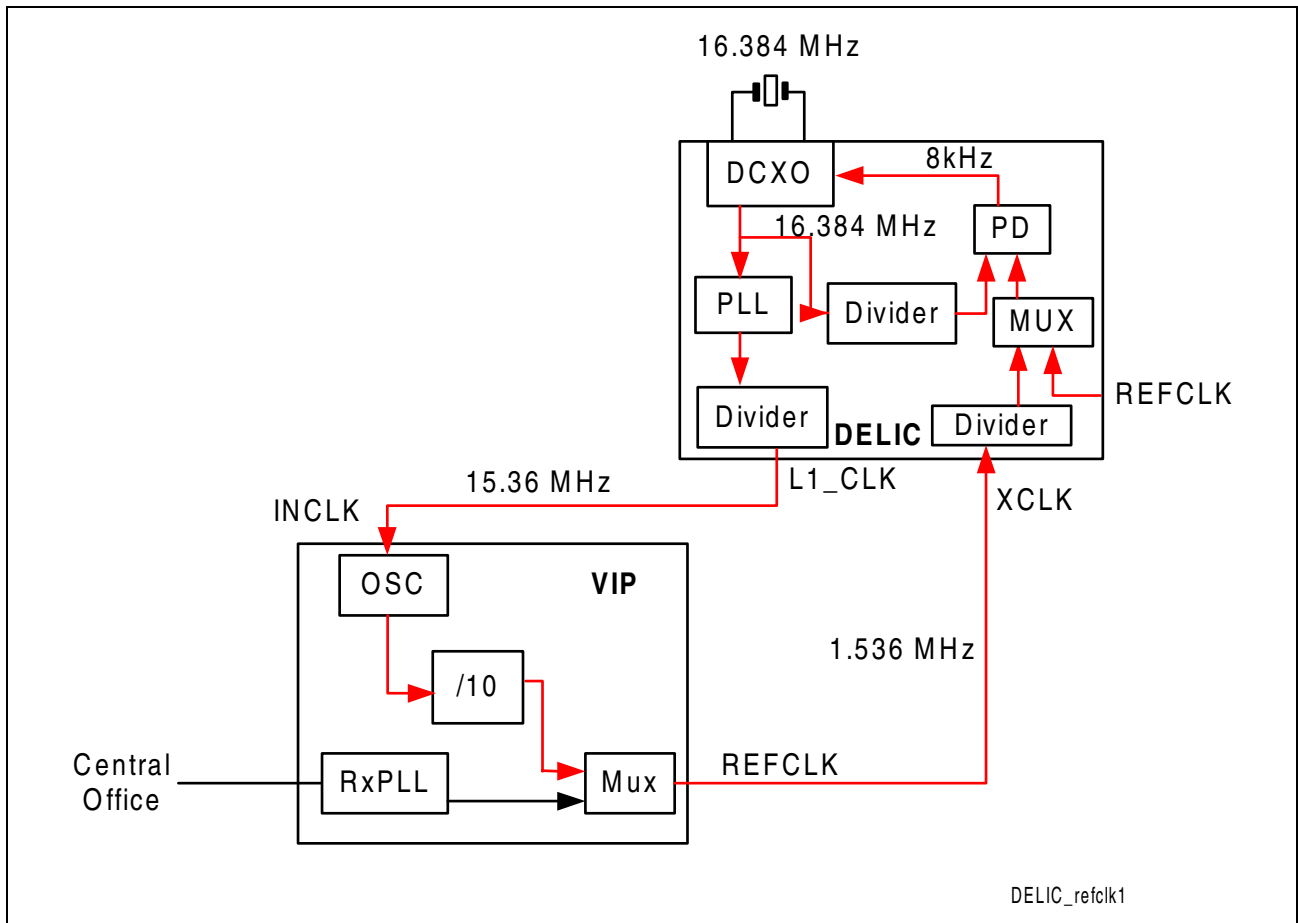 16.384 MHz
DCXO
8kHz
16.384 MHz
PD
PLL
Divider
MUX
REFCLK
Divider
DELIC
Divider
L1_CLK
XCLK
15.36 MHz
INCLK
OSC
VIP
1.536 MHz
/10
Central
Office
RxPLL
Mux
REFCLK
DELIC_refclk1